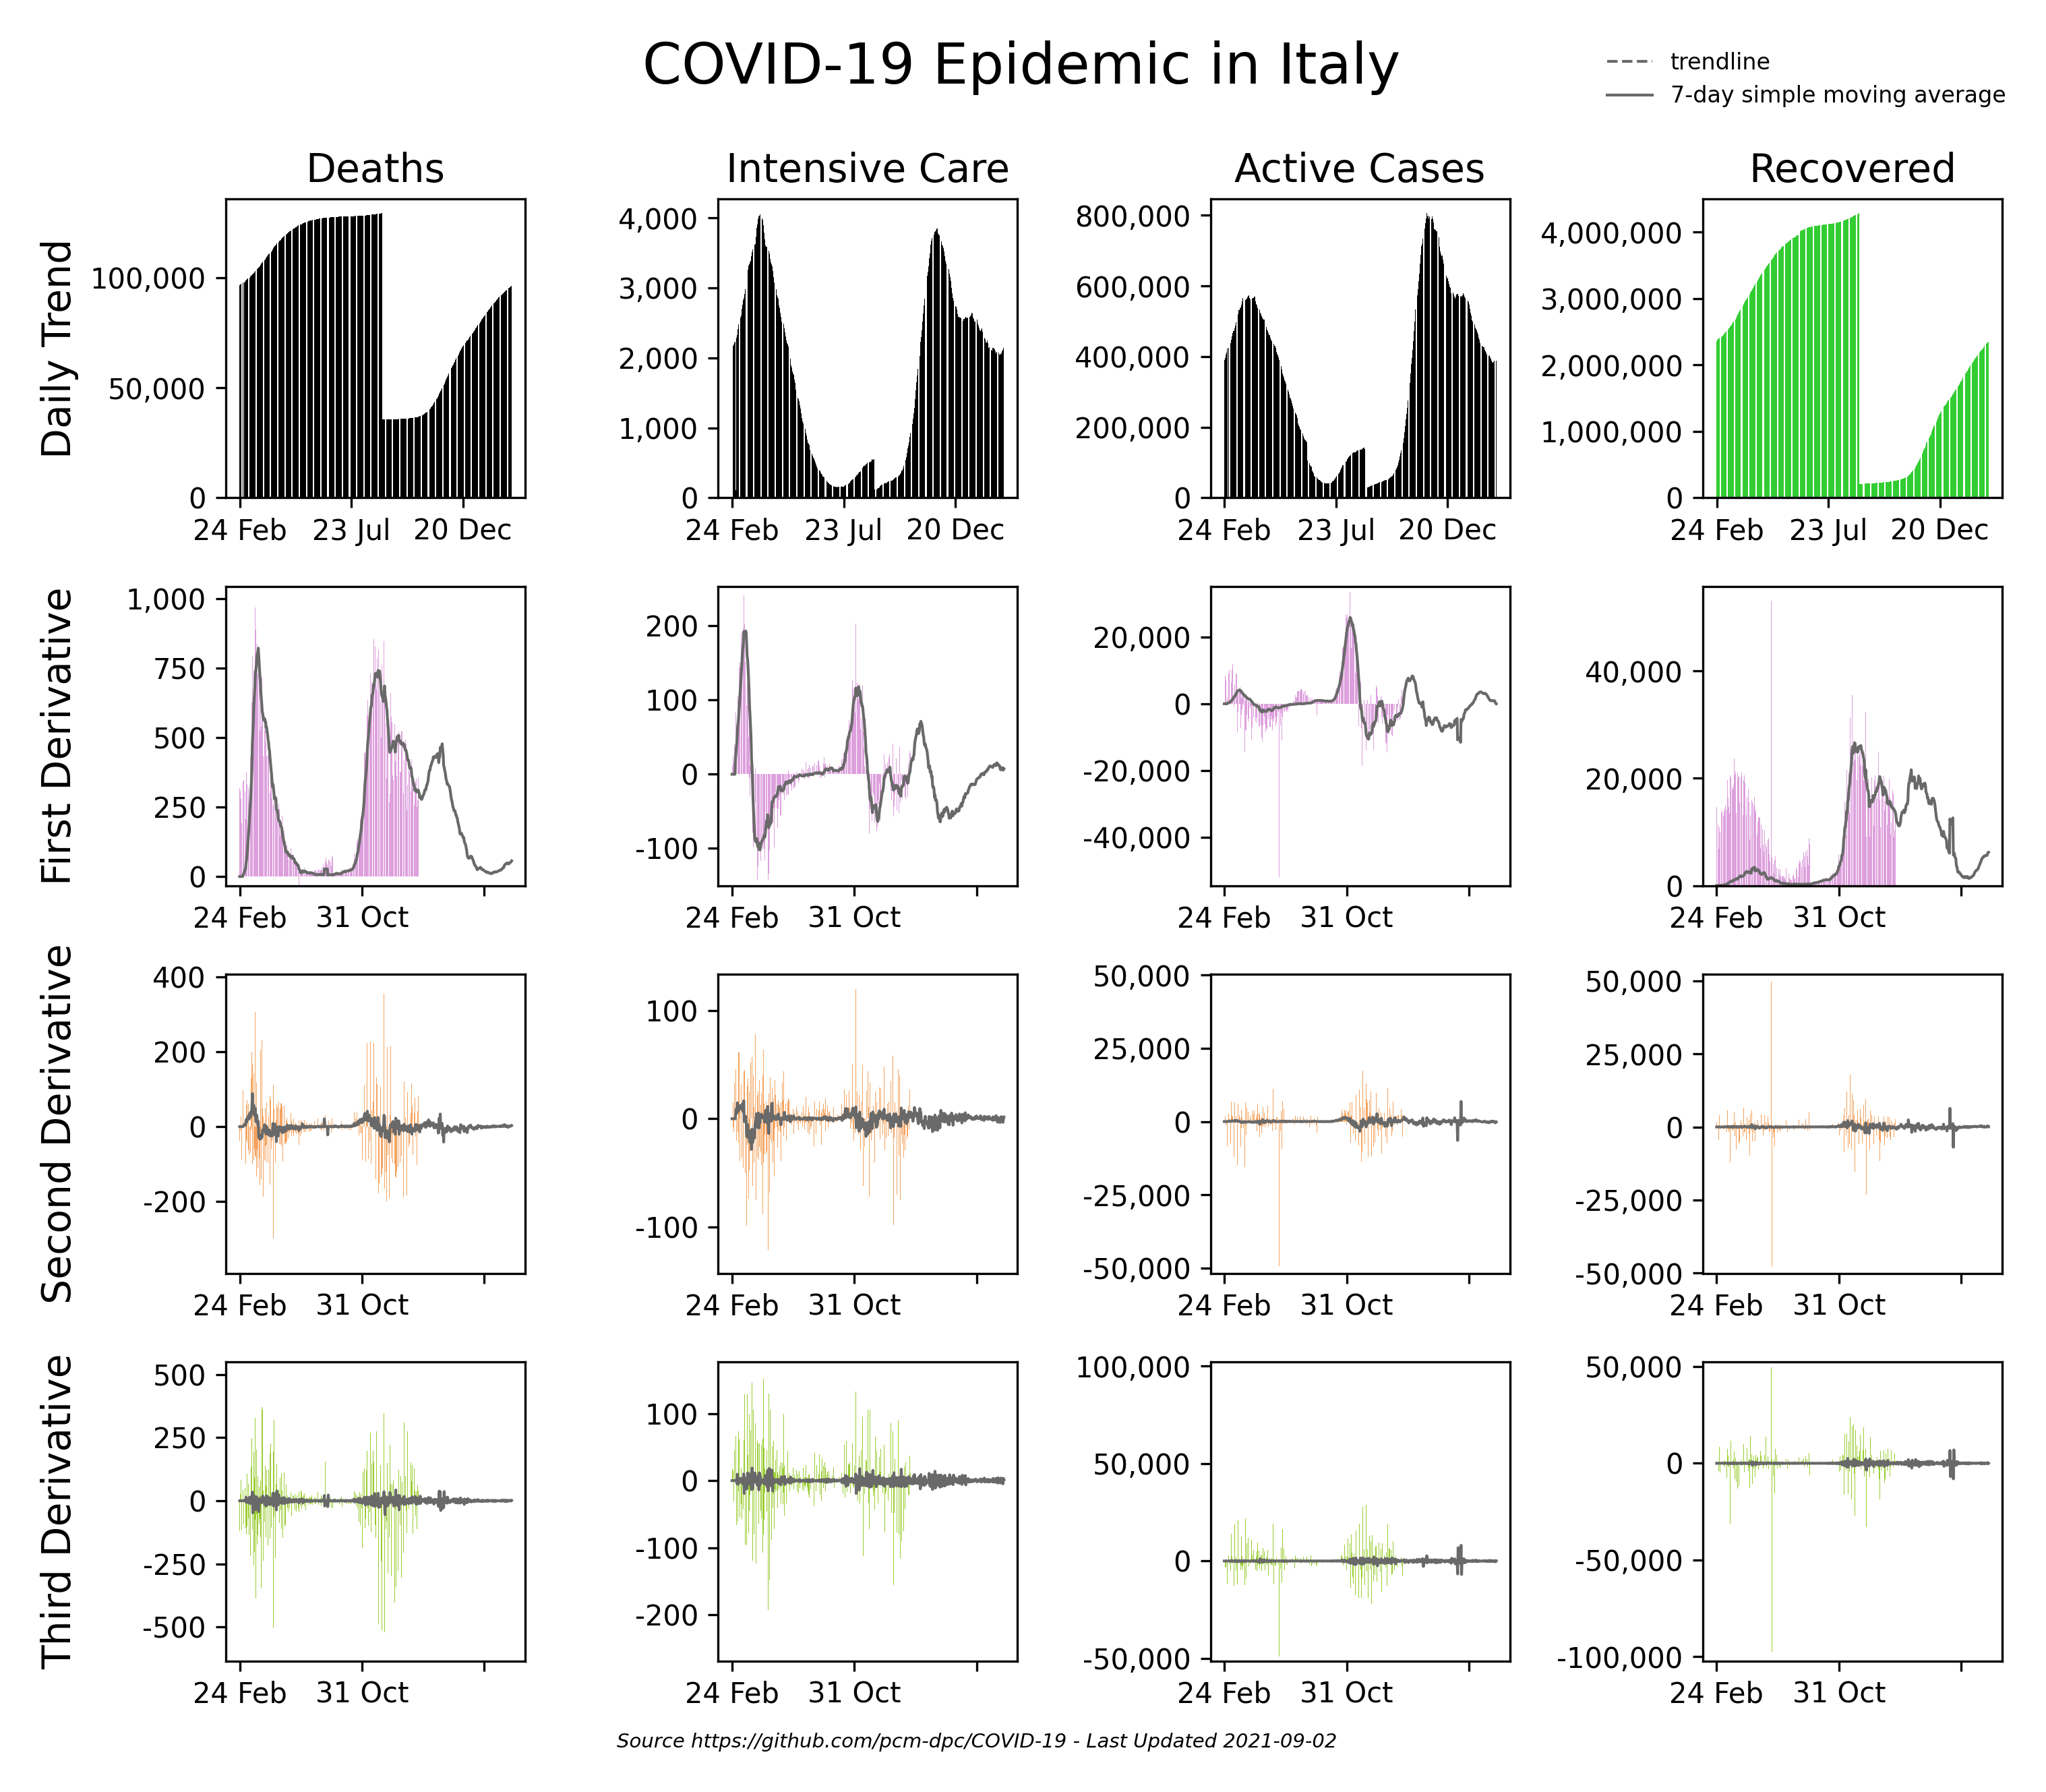 COVID-19 Epidemic in Italy
trendline
7-day simple moving average
Deaths
Intensive Care
Active Cases
Recovered
Daily Trend
100,000
50,000
0
24 Feb 23 Jul 20 Dec
4,000
3,000
2,000
1,000
0
24 Feb 23 Jul 20 Dec
800,000
600,000
400,000
200,000
0
24 Feb 23 Jul 20 Dec
4,000,000
3,000,000
2,000,000
1,000,000
0
24 Feb 23 Jul 20 Dec
First Derivative
1,000
750
500
250
0
24 Feb 31 Oct
200
100
0
-100
24 Feb 31 Oct
20,000
0
-20,000
-40,000
24 Feb 31 Oct
40,000
20,000
0
24 Feb 31 Oct
Second Derivative
400
200
0
-200
24 Feb 31 Oct
100
0
-100
24 Feb 31 Oct
50,000
25,000
0
-25,000
-50,000
24 Feb 31 Oct
50,000
25,000
0
-25,000
-50,000
24 Feb 31 Oct
Third Derivative
500
250
0
-250
-500
24 Feb 31 Oct
100
0
-100
-200
24 Feb 31 Oct
100,000
50,000
0
-50,000
24 Feb 31 Oct
50,000
0
-50,000
-100,000
24 Feb 31 Oct
Source https://github.com/pcm-dpc/COVID-19 - Last Updated 2021-09-02